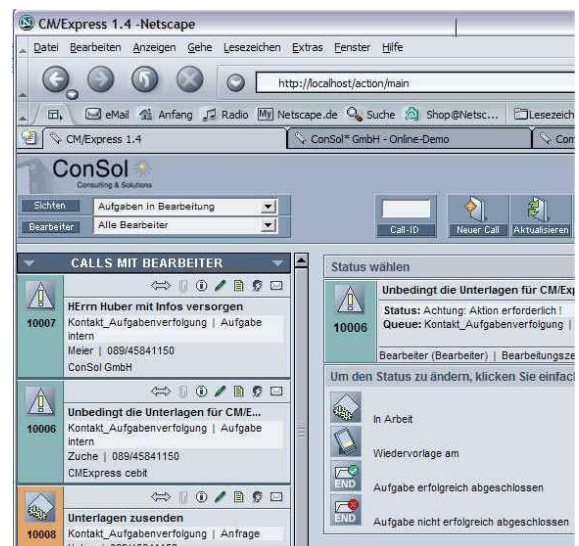 CM/Express 1.4 -Netscape
Datei Bearbeiten Anzeigen Gehe Lesezeichen Extras Fenster Hilfe
http://localhost/action/main
eMail Anfang Radio My Netscape.de Suche Shop@Netsc... Lesezeich
CM/Express 1.4 ConSol* GmbH - Online-Demo Con
ConSol
Consulting & Solutions
Sichten Aufgaben in Bearbeitung
Bearbeiter Alle Bearbeiter
Call-ID Neuer Call Aktualisieren
CALLS MIT BEARBEITER
10007
HErrn Huber mit Infos versorgen
Kontakt_Aufgabenverfolgung | Aufgabe
intern
Meier | 089/45841150
ConSol GmbH
10006
Unbedingt die Unterlagen für CM/E...
Kontakt_Aufgabenverfolgung | Aufgabe
intern
Zuche | 089/45841150
CMExpress cebit
10008
Unterlagen zusenden
Kontakt_Aufgabenverfolgung | Anfrage
Status wählen
10006
Unbedingt die Unterlagen für CM/Exp
Status: Achtung: Aktion erforderlich !
Queue: Kontakt_Aufgabenverfolgung |
Bearbeiter (Bearbeiter) | Bearbeitungsze
Um den Status zu ändern, klicken Sie einfac
In Arbeit
Wiedervorlage am
END Aufgabe erfolgreich abgeschlossen
END Aufgabe nicht erfolgreich abgeschlossen